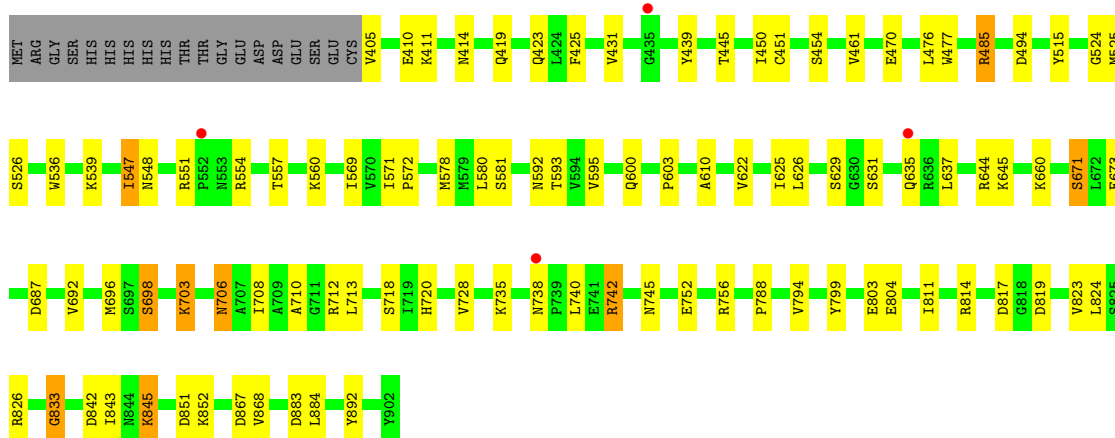 MET ARG GLY SER HIS HIS HIS HIS HIS HIS THR THR GLY GLU ASP ASP GLU SER GLU CYS V405 E410 K411 N414 Q419 Q423 L424 F425 V431 G435 Y439 T445 I450 C451 S454 V461 E470 L476 W477 R485 D494 Y515 G524 M525
S526 W536 K539 I547 N548 R551 P552 N553 R554 T557 K560 I569 V570 I571 P572 M578 M579 L580 S581 N592 T593 V594 V595 Q600 P603 A610 V622 I625 L626 S629 G630 S631 Q635 R636 L637 R644 K645 K660 S671 L672
D687 V692 M696 S697 S698 K703 N706 A707 I708 A709 A710 G711 R712 L713 S718 I719 H720 V728 K735 N738 P739 L740 E741 R742 N745 E752 R756 P788 V794 Y799 E803 E804 I811 R814 D817 G818 D819 V823 L824 S825
R826 G833 D842 I843 N844 K845 D851 K852 D867 V868 D883 L884 Y892 Y902